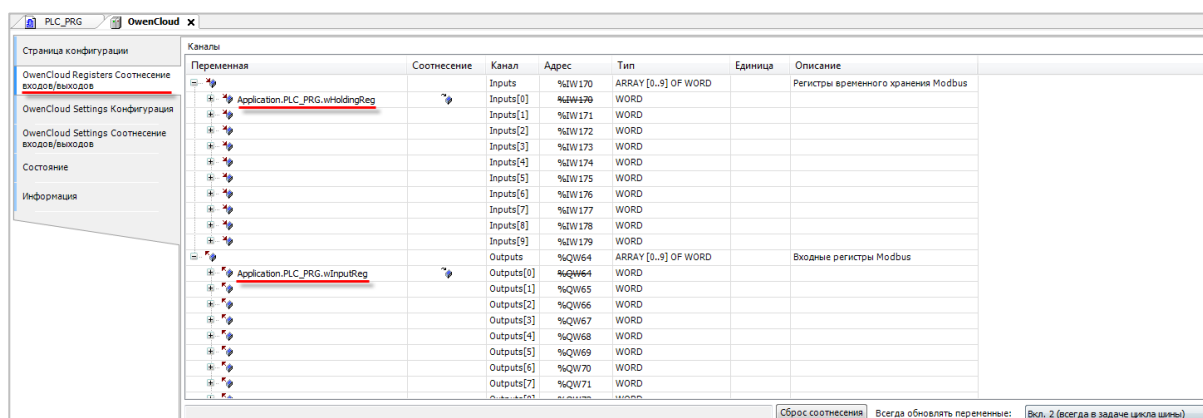 PLC_PRG OwenCloud x
Страница конфигурации
OwenCloud Registers Соотнесение
входов/выходов
OwenCloud Settings Конфигурация
OwenCloud Settings Соотнесение
входов/выходов
Состояние
Информация
Каналы
Переменная Соотнесение Канал Адрес Тип Единица Описание
Inputs %IW170 ARRAY [0..9] OF WORD Регистры временного хранения Modbus
Application.PLC_PRG.wHoldingReg Inputs[0] %IW170 WORD
Inputs[1] %IW171 WORD
Inputs[2] %IW172 WORD
Inputs[3] %IW173 WORD
Inputs[4] %IW174 WORD
Inputs[5] %IW175 WORD
Inputs[6] %IW176 WORD
Inputs[7] %IW177 WORD
Inputs[8] %IW178 WORD
Inputs[9] %IW179 WORD
Outputs %QW64 ARRAY [0..9] OF WORD Входные регистры Modbus
Application.PLC_PRG.wInputReg Outputs[0] %QW64 WORD
Outputs[1] %QW65 WORD
Outputs[2] %QW66 WORD
Outputs[3] %QW67 WORD
Outputs[4] %QW68 WORD
Outputs[5] %QW69 WORD
Outputs[6] %QW70 WORD
Outputs[7] %QW71 WORD
Сброс соотнесения Всегда обновлять переменные: Вкл. 2 (всегда в задаче цикла шины)